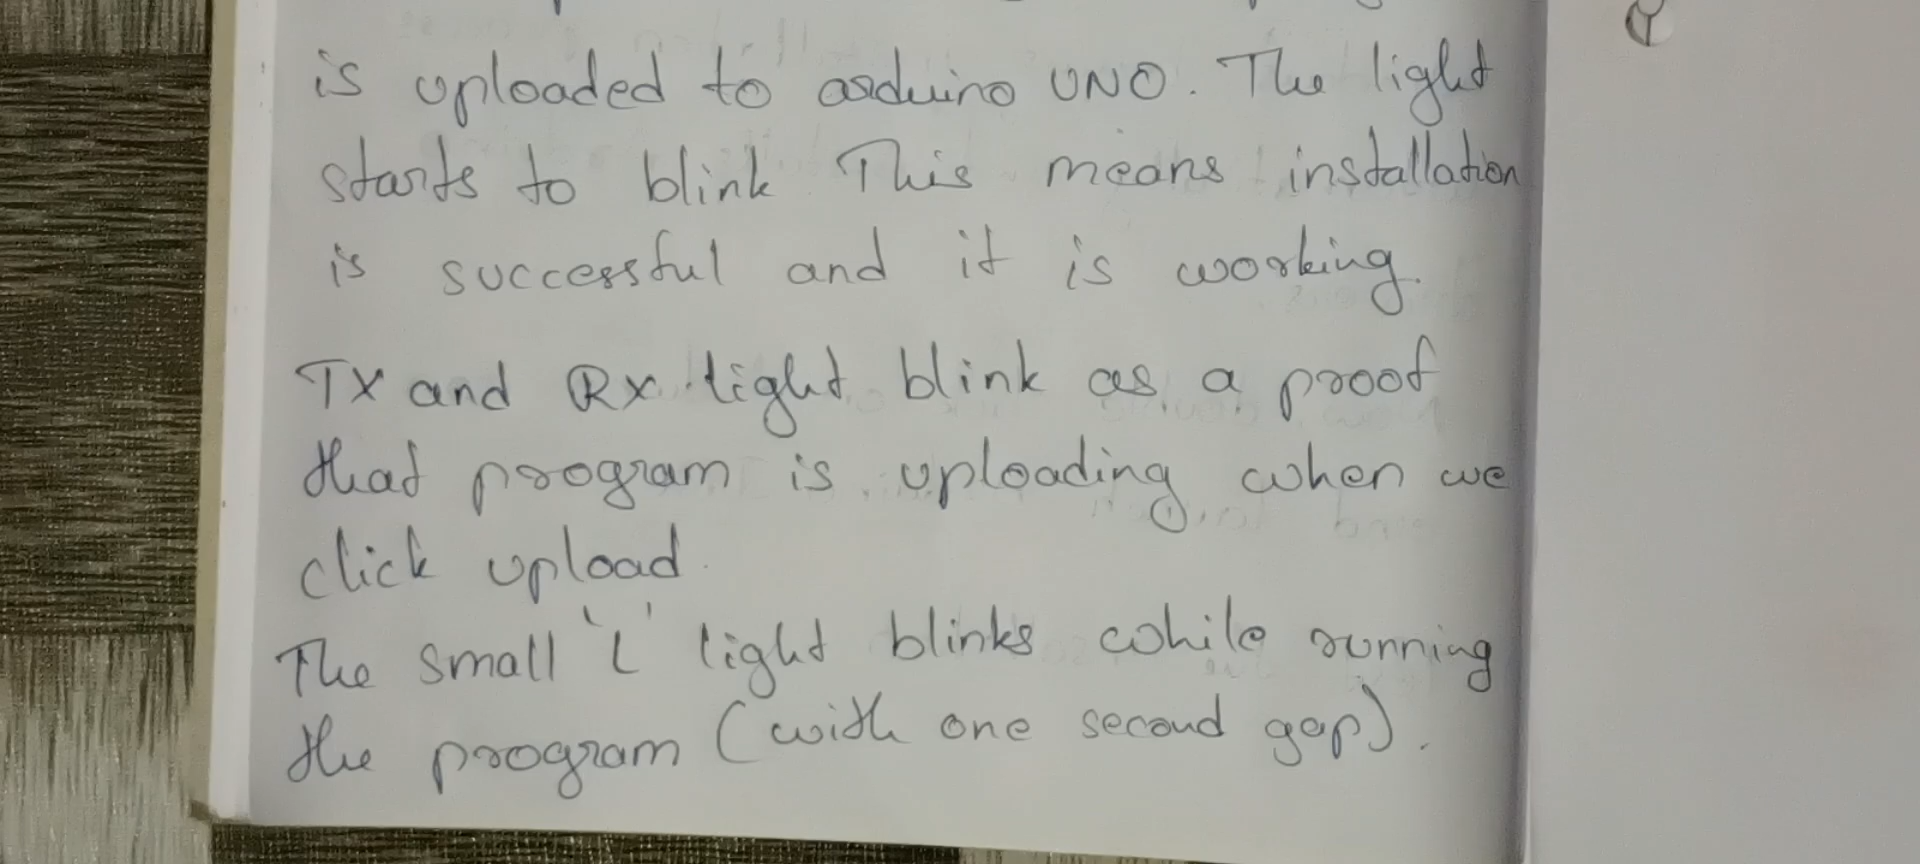 is uploaded to arduino UNO. The light
starts to blink This means installation
is successful and it is working.
TX and Rx light blink as a proof
that program is uploading when we
click upload.
The small 'L' light blinks while running
the program (with one second gap).